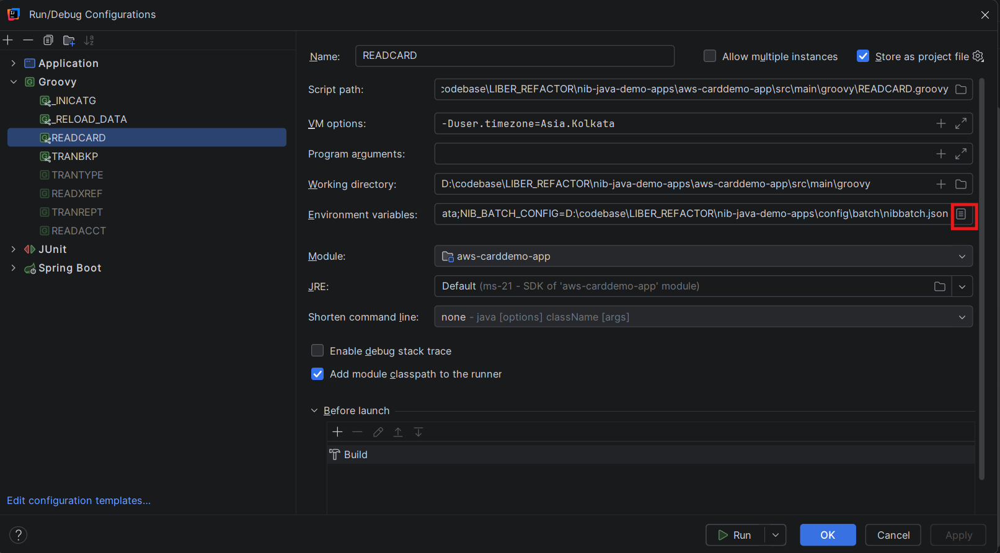 Run/Debug Configurations
Application
Groovy
_INICATG
_RELOAD_DATA
READCARD
TRANBKP
TRANTYPE
READXREF
TRANREPT
READACCT
JUnit
Spring Boot
Edit configuration templates...
Name: READCARD Allow multiple instances Store as project file
Script path: codebase\LIBER_REFACTOR\nib-java-demo-apps\aws-carddemo-app\src\main\groovy\READCARD.groovy
VM options: -Duser.timezone=Asia.Kolkata
Program arguments:
Working directory: D:\codebase\LIBER_REFACTOR\nib-java-demo-apps\aws-carddemo-app\src\main\groovy
Environment variables: ata;NIB_BATCH_CONFIG=D:\codebase\LIBER_REFACTOR\nib-java-demo-apps\config\batch\nibbatch.json
Module: aws-carddemo-app
JRE: Default (ms-21 - SDK of 'aws-carddemo-app' module)
Shorten command line: none - java [options] className [args]
Enable debug stack trace
Add module classpath to the runner
Before launch
Build
? Run OK Cancel Apply